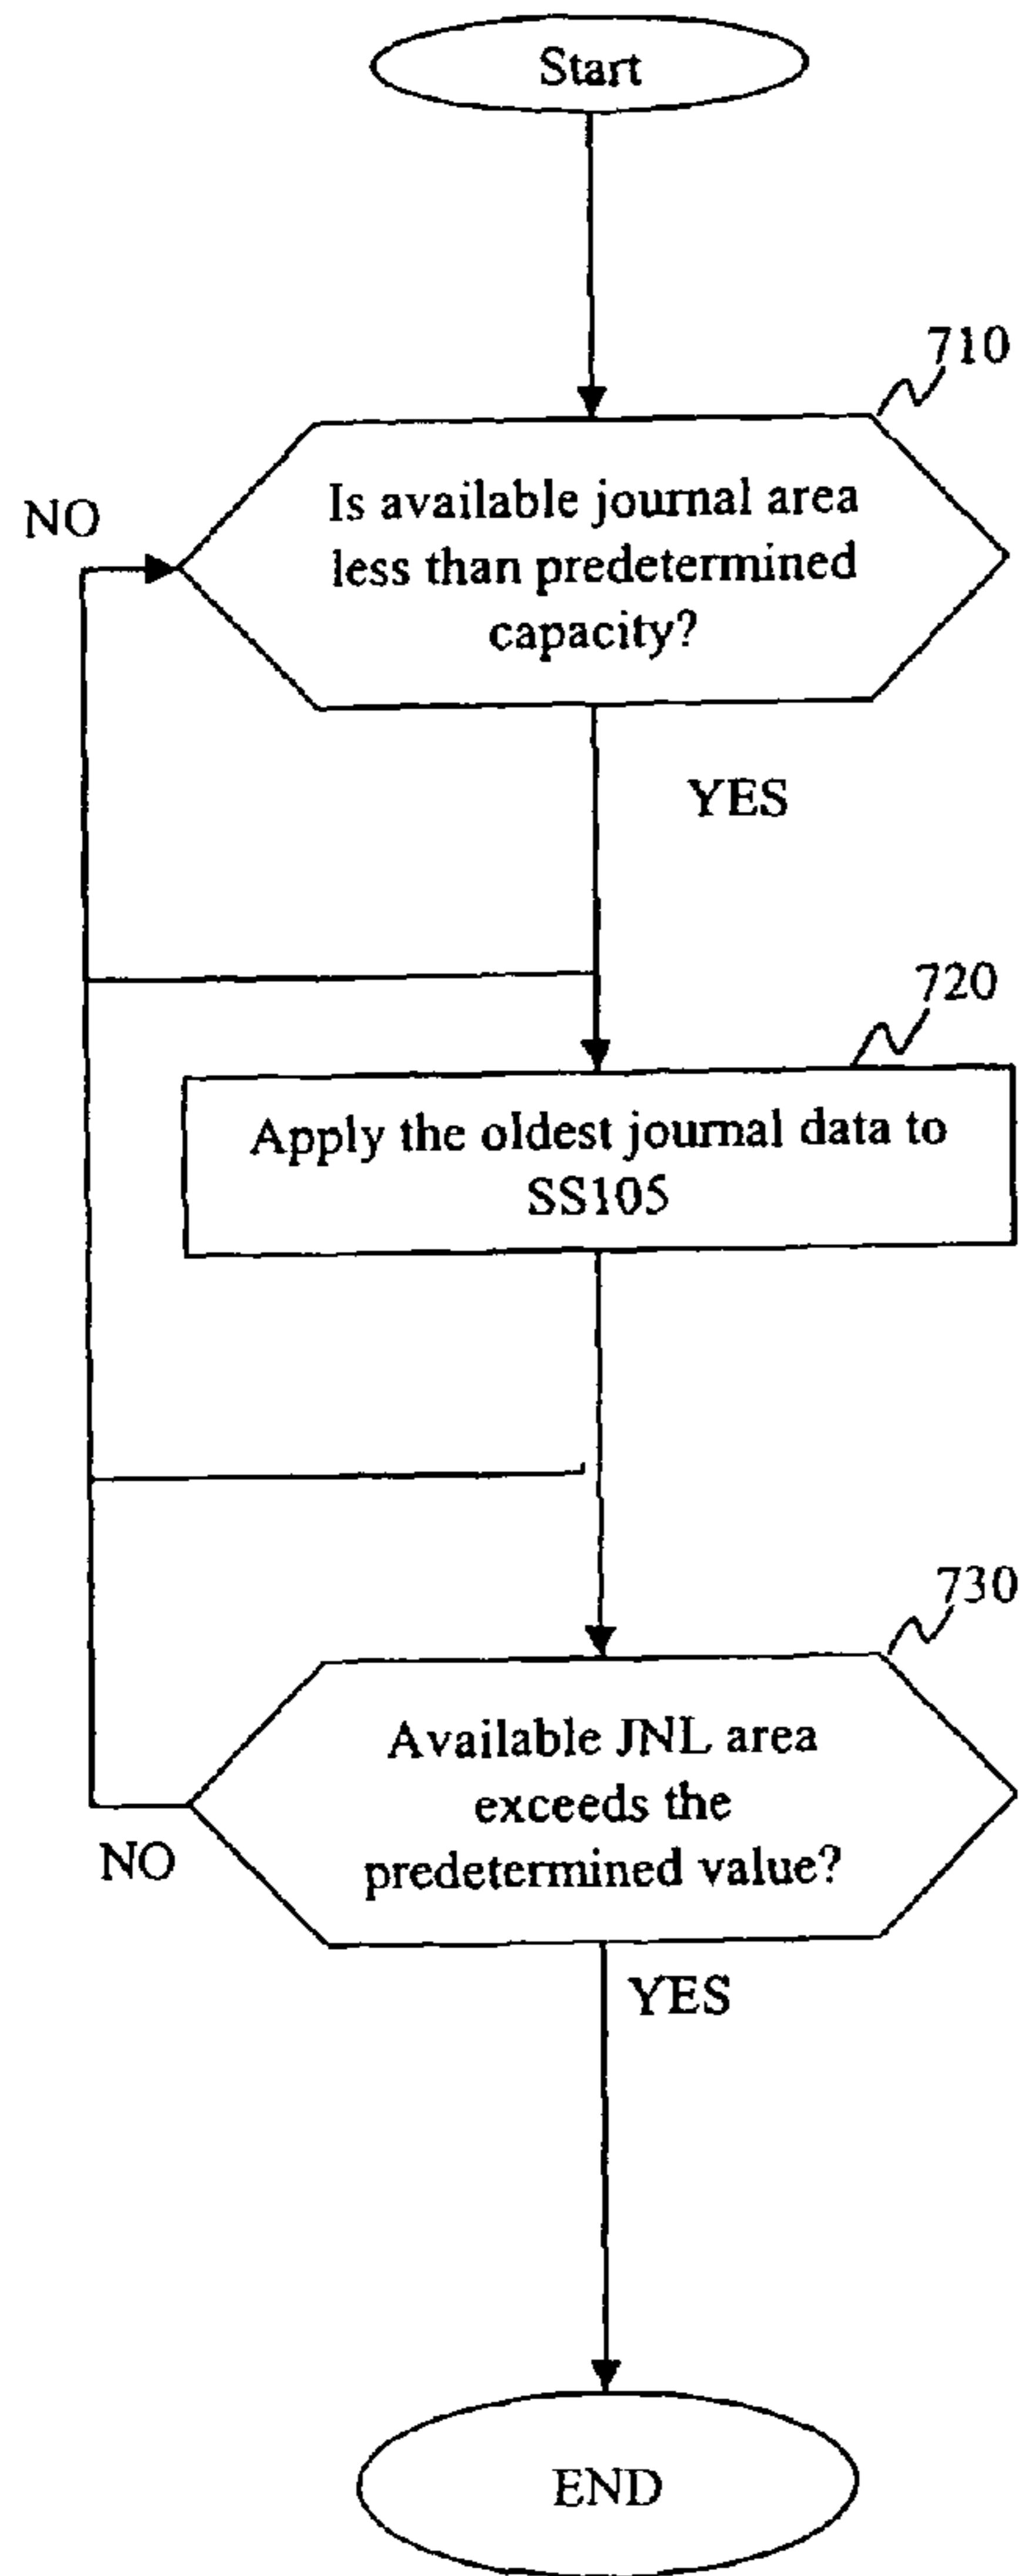 Start
710
NO
Is available journal area
less than predetermined
capacity?
YES
720
Apply the oldest journal data to
SS105
730
Available JNL area
exceeds the
predetermined value?
NO
YES
END